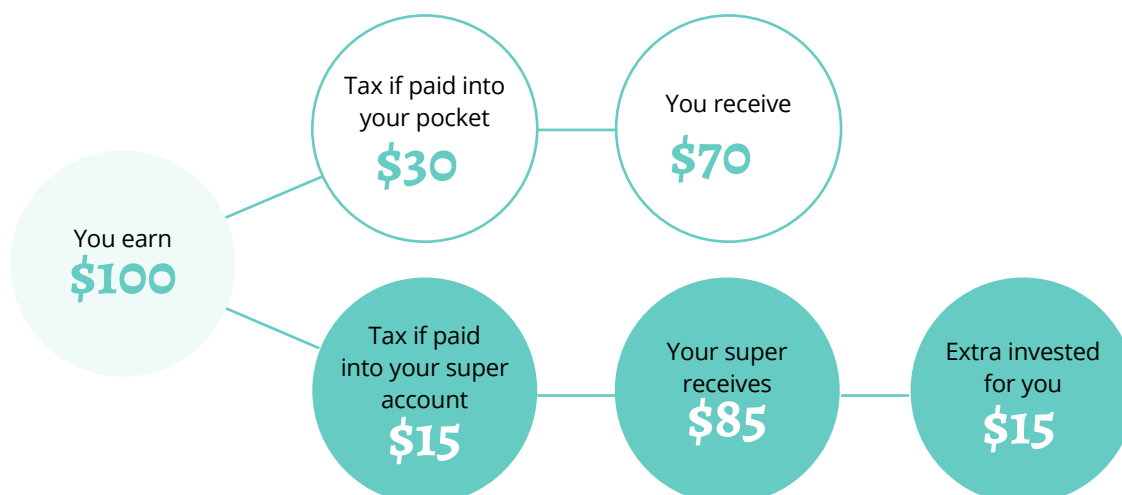 You earn
$100
Tax if paid into
your pocket
$30
You receive
$70
Tax if paid
into your super
account
$15
Your super
receives
$85
Extra invested
for you
$15